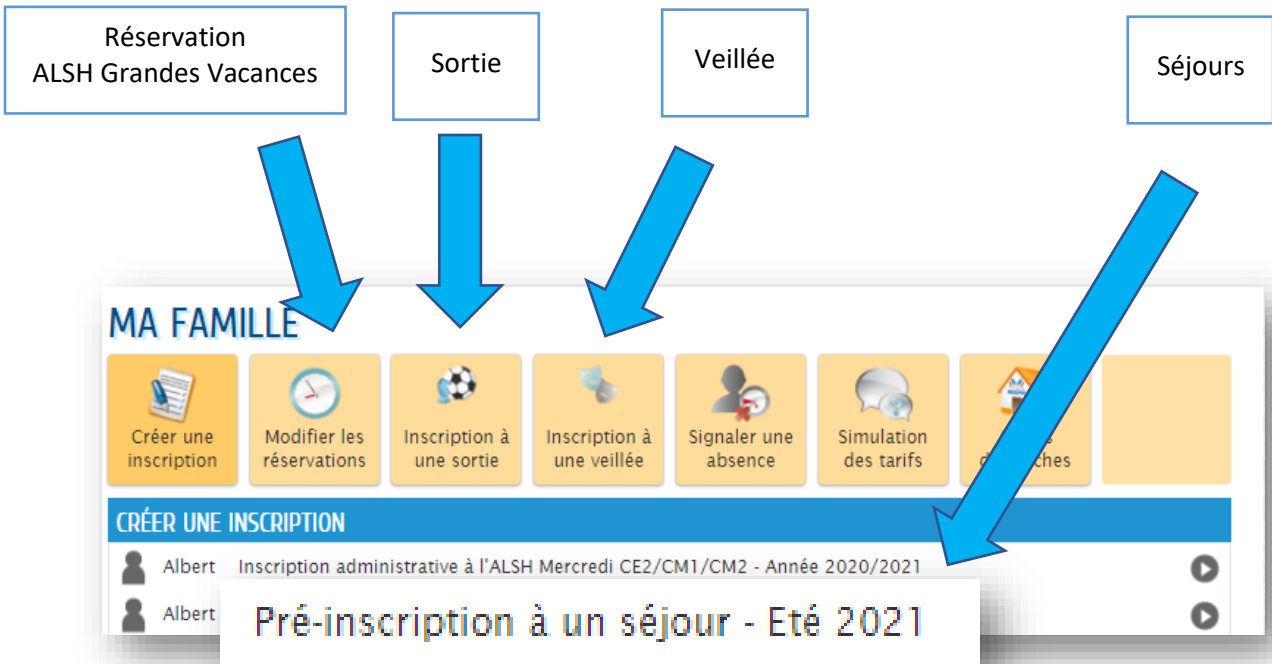 Réservation
ALSH Grandes Vacances
Sortie
Veillée
Séjours
MA FAMILLE
Créer une
inscription
Modifier les
réservations
Inscription à
une sortie
Inscription à
une veillée
Signaler une
absence
Simulation
des tarifs
CRÉER UNE INSCRIPTION
Albert Inscription administrative à l'ALSH Mercredi CE2/CM1/CM2 - Année 2020/2021
Albert
Pré-inscription à un séjour - Eté 2021